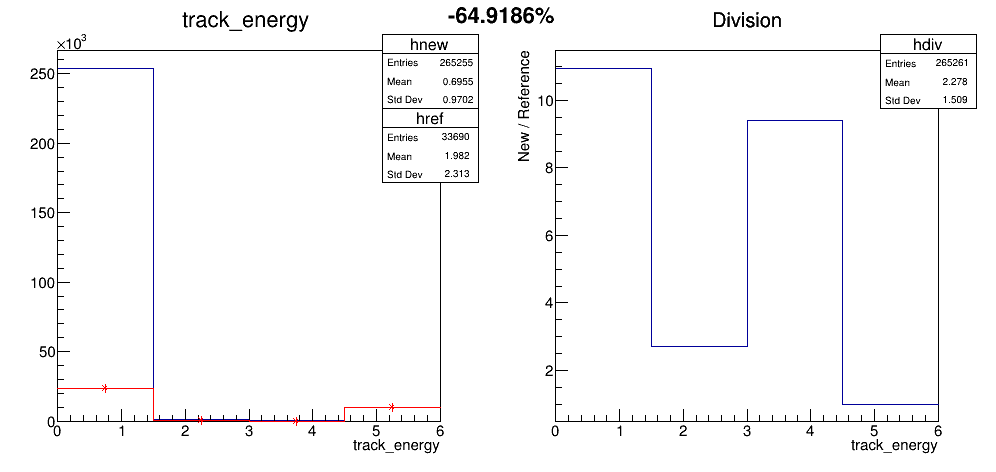 -64.9186%
track_energy
×10³
hnew
Entries 265255
Mean 0.6955
Std Dev 0.9702
href
Entries 33690
Mean 1.982
Std Dev 2.313
250
200
150
100
50
0
0 1 2 3 4 5 6
track_energy
Division
hdiv
Entries 265261
Mean 2.278
Std Dev 1.509
New / Reference
10
8
6
4
2
0 1 2 3 4 5 6
track_energy